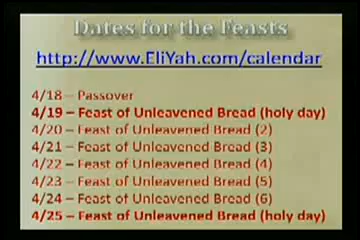 Dates for the Feasts
http://www.EliYah.com/calendar
4/18 – Passover
4/19 – Feast of Unleavened Bread (holy day)
4/20 – Feast of Unleavened Bread (2)
4/21 – Feast of Unleavened Bread (3)
4/22 – Feast of Unleavened Bread (4)
4/23 – Feast of Unleavened Bread (5)
4/24 – Feast of Unleavened Bread (6)
4/25 – Feast of Unleavened Bread (holy day)